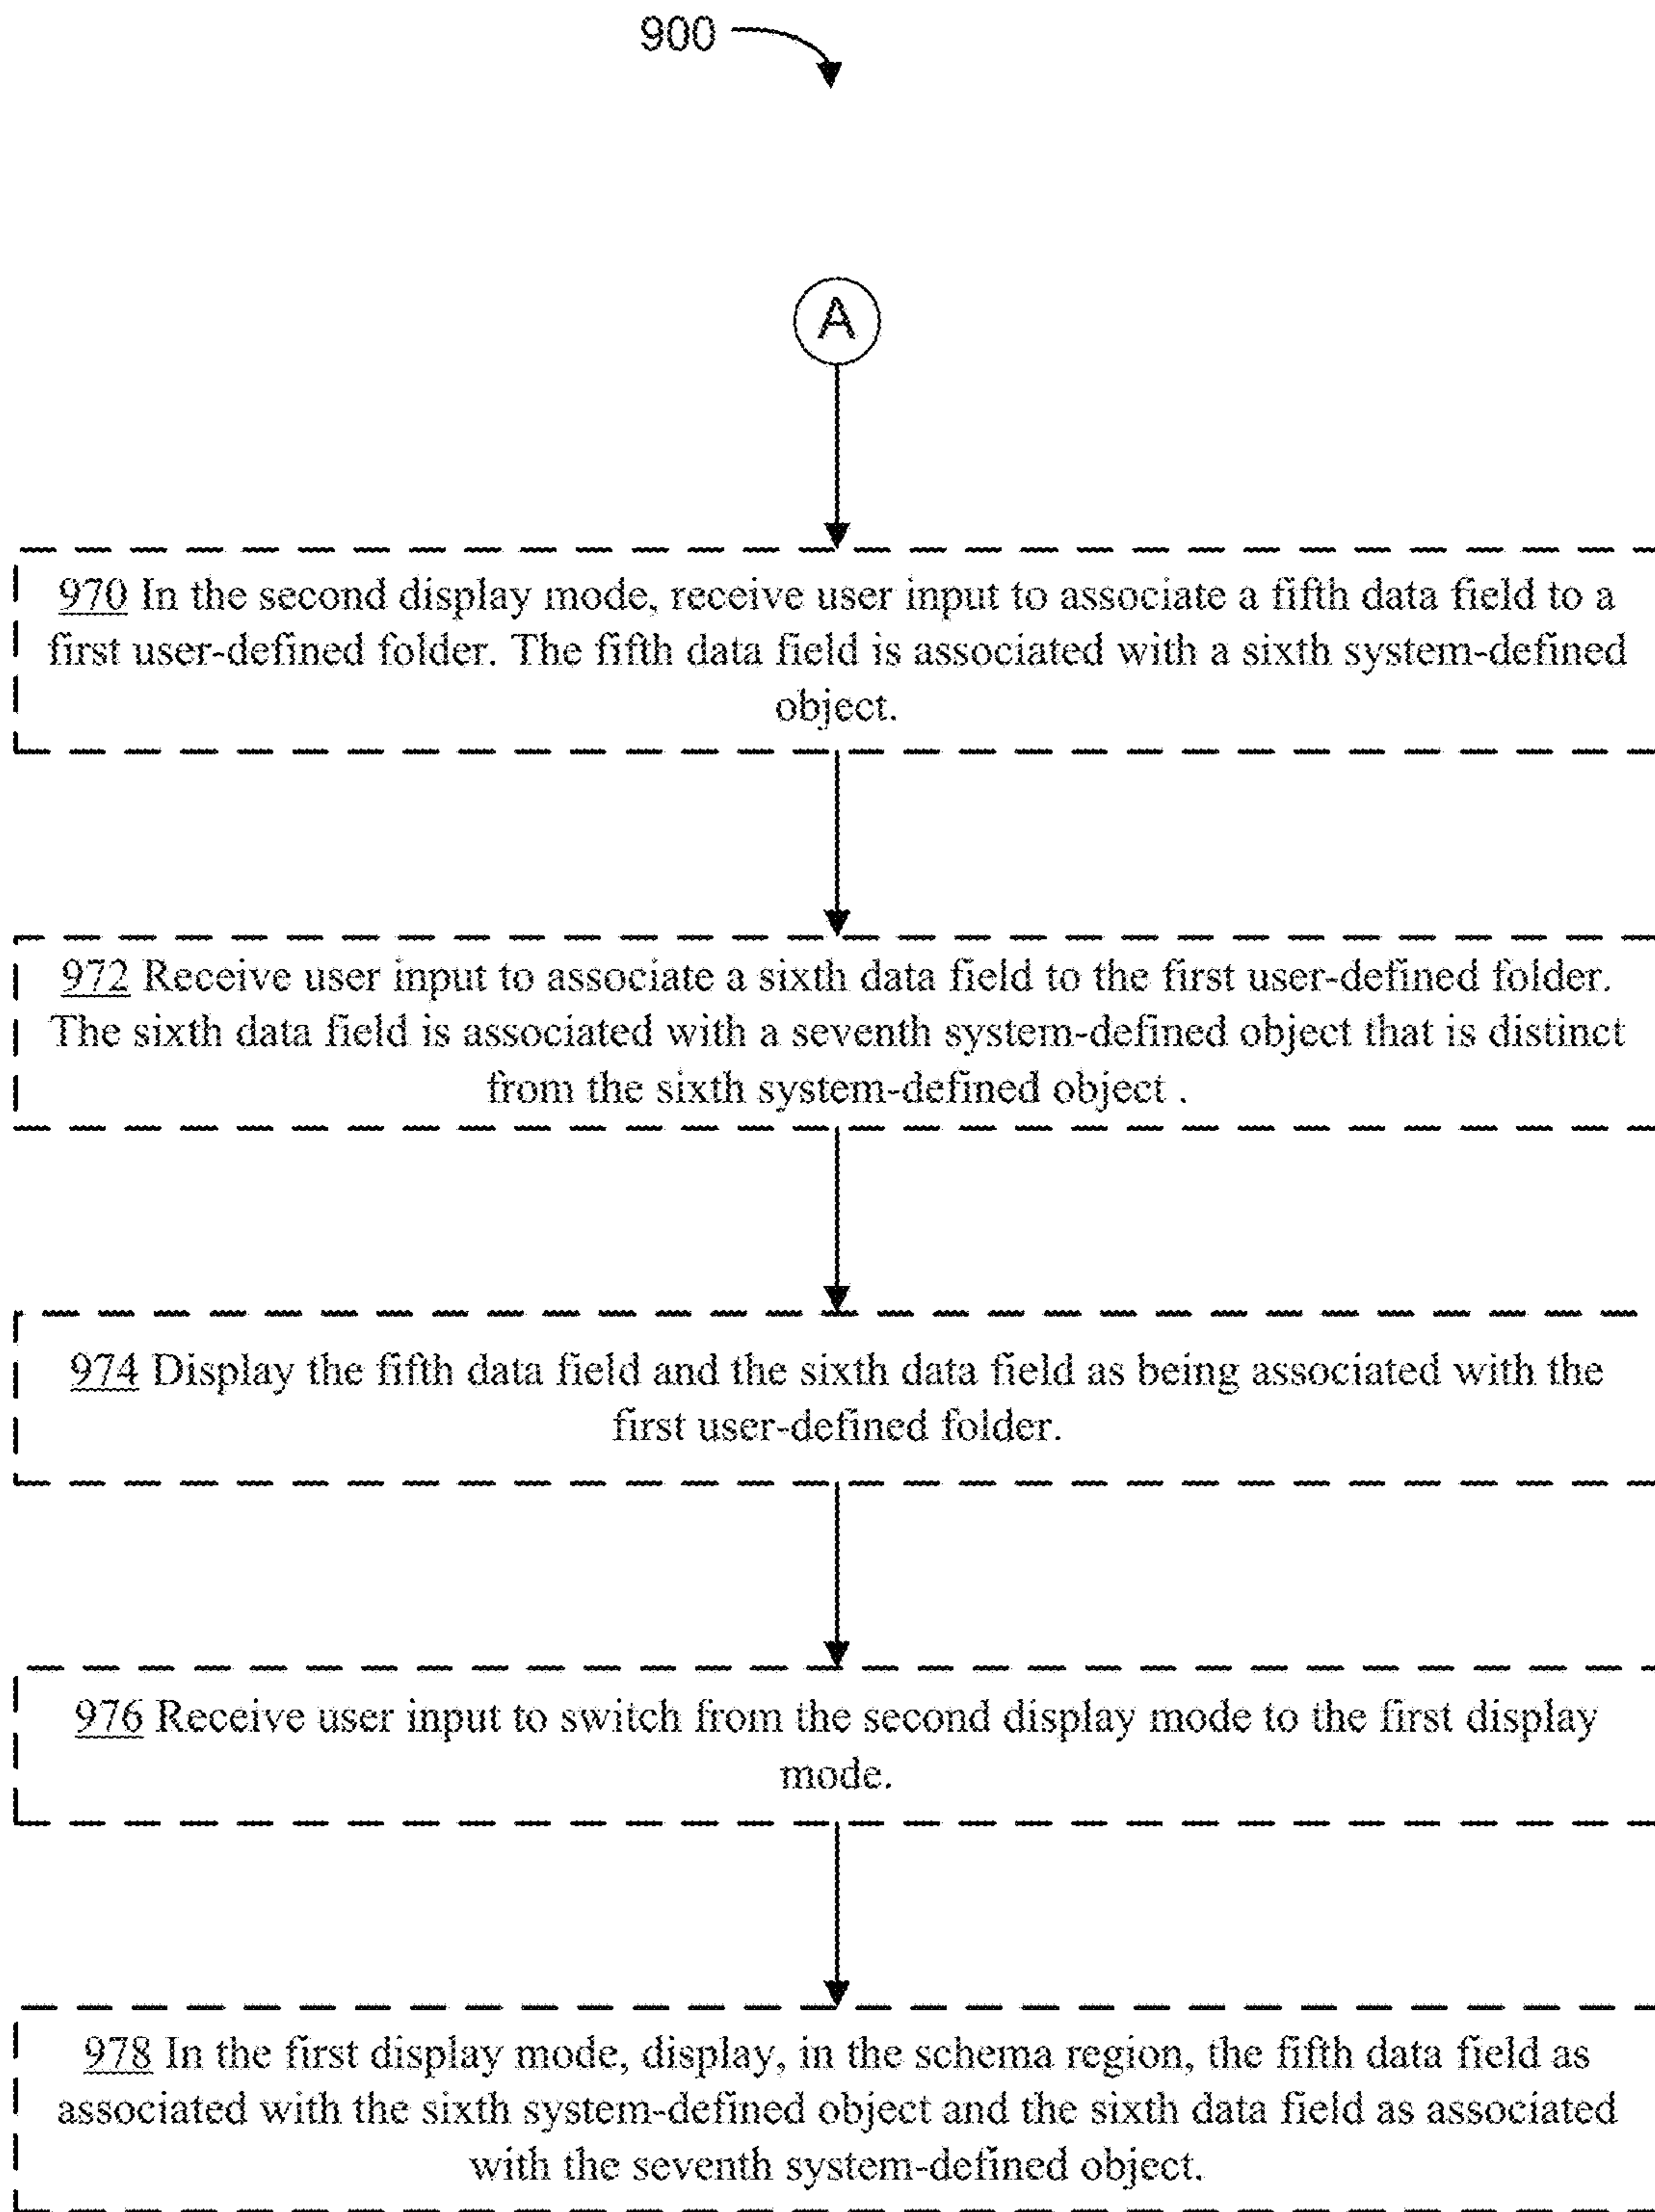 900
A
970 In the second display mode, receive user input to associate a fifth data field to a
first user-defined folder. The fifth data field is associated with a sixth system-defined
object.
972 Receive user input to associate a sixth data field to the first user-defined folder.
The sixth data field is associated with a seventh system-defined object that is distinct
from the sixth system-defined object .
974 Display the fifth data field and the sixth data field as being associated with the
first user-defined folder.
976 Receive user input to switch from the second display mode to the first display
mode.
978 In the first display mode, display, in the schema region, the fifth data field as
associated with the sixth system-defined object and the sixth data field as associated
with the seventh system-defined object.